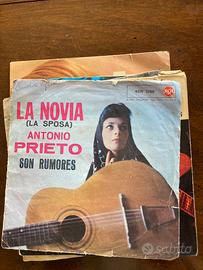 RCA
LA NOVIA
(LA SPOSA)
ANTONIO
PRIETO
SON RUMORES
subito